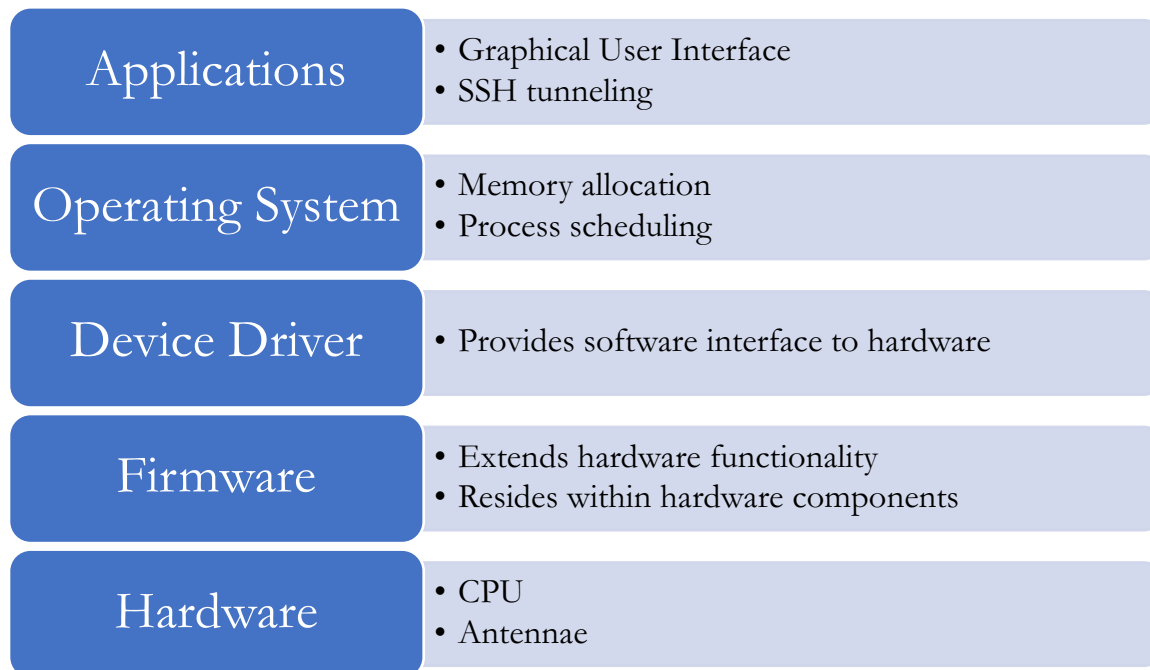 Applications
• Graphical User Interface
• SSH tunneling
Operating System
• Memory allocation
• Process scheduling
Device Driver
• Provides software interface to hardware
Firmware
• Extends hardware functionality
• Resides within hardware components
Hardware
• CPU
• Antennae